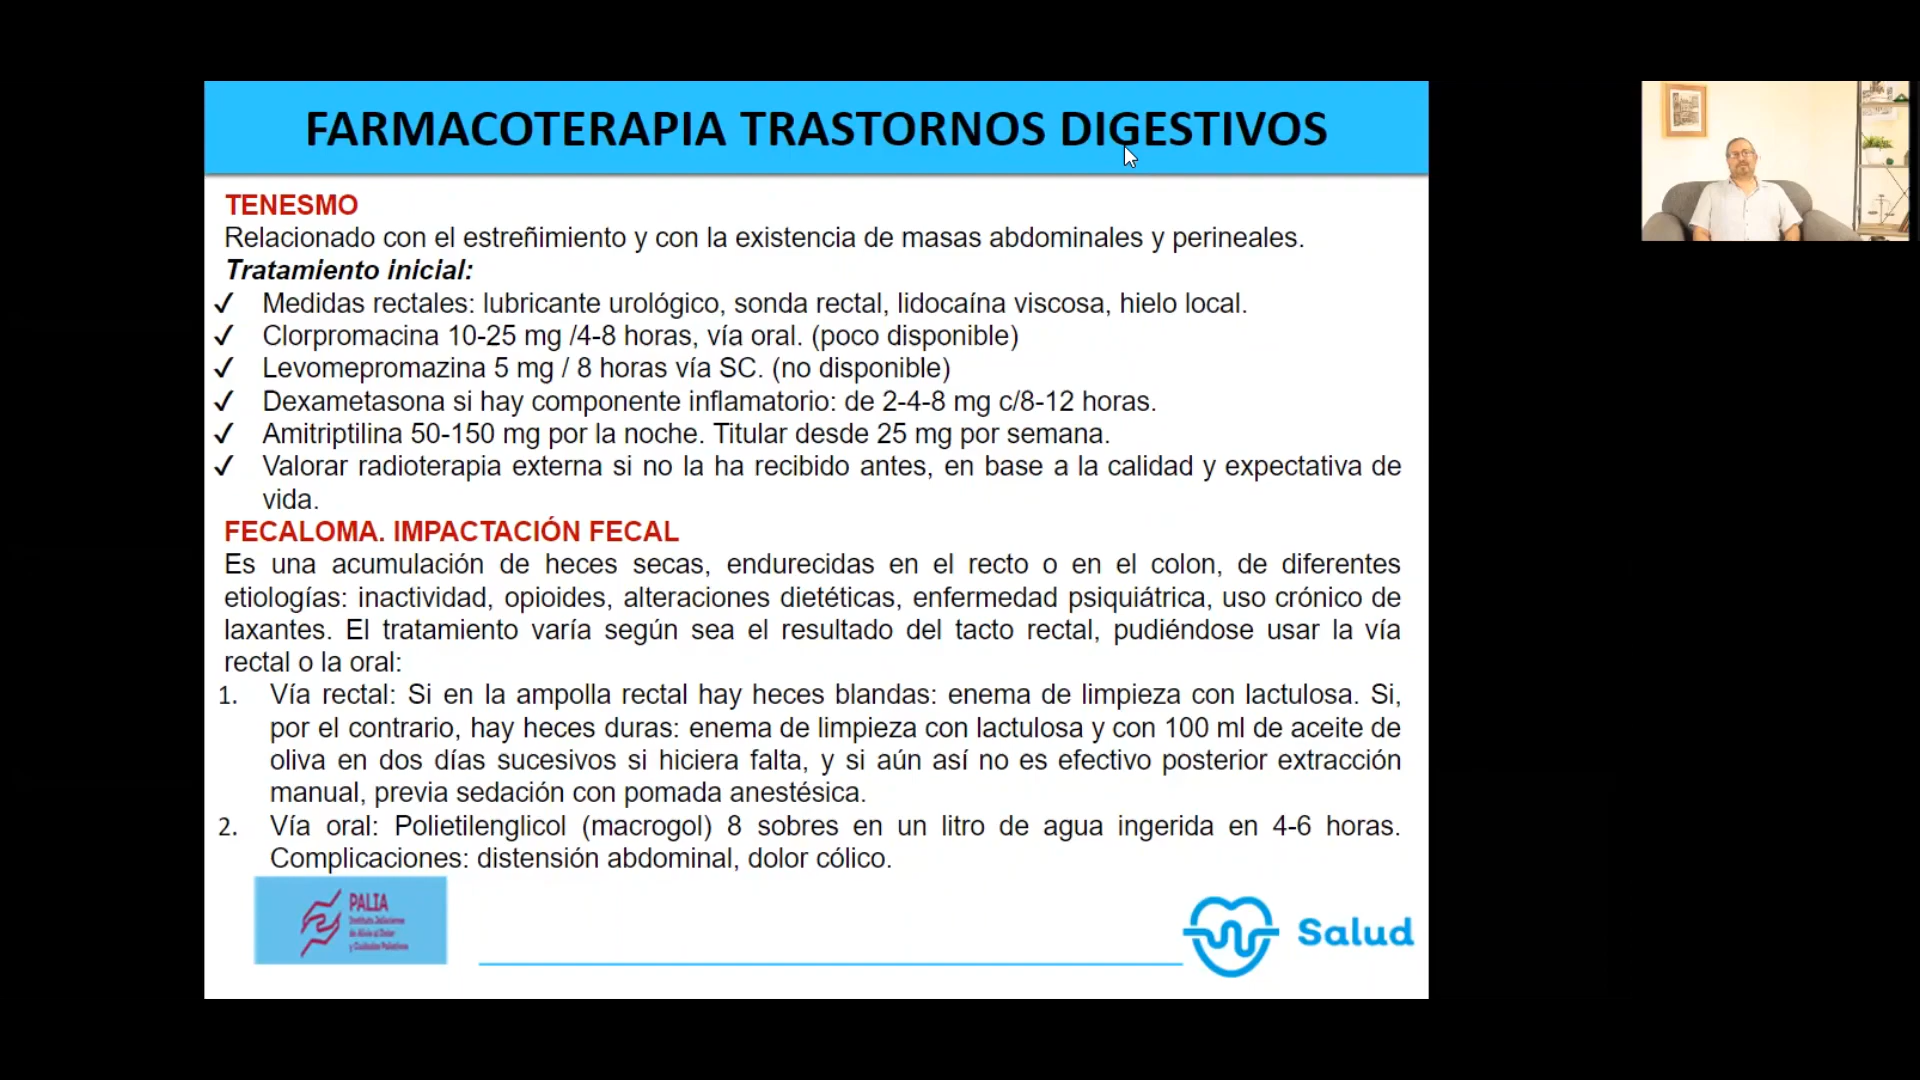 FARMACOTERAPIA TRASTORNOS DIGESTIVOS
TENESMO
Relacionado con el estreñimiento y con la existencia de masas abdominales y perineales.
Tratamiento inicial:
✓ Medidas rectales: lubricante urológico, sonda rectal, lidocaína viscosa, hielo local.
✓ Clorpromacina 10-25 mg /4-8 horas, vía oral. (poco disponible)
✓ Levomepromazina 5 mg / 8 horas vía SC. (no disponible)
✓ Dexametasona si hay componente inflamatorio: de 2-4-8 mg c/8-12 horas.
✓ Amitriptilina 50-150 mg por la noche. Titular desde 25 mg por semana.
✓ Valorar radioterapia externa si no la ha recibido antes, en base a la calidad y expectativa de
vida.
FECALOMA. IMPACTACIÓN FECAL
Es una acumulación de heces secas, endurecidas en el recto o en el colon, de diferentes
etiologías: inactividad, opioides, alteraciones dietéticas, enfermedad psiquiátrica, uso crónico de
laxantes. El tratamiento varía según sea el resultado del tacto rectal, pudiéndose usar la vía
rectal o la oral:
1. Vía rectal: Si en la ampolla rectal hay heces blandas: enema de limpieza con lactulosa. Si,
por el contrario, hay heces duras: enema de limpieza con lactulosa y con 100 ml de aceite de
oliva en dos días sucesivos si hiciera falta, y si aún así no es efectivo posterior extracción
manual, previa sedación con pomada anestésica.
2. Vía oral: Polietilenglicol (macrogol) 8 sobres en un litro de agua ingerida en 4-6 horas.
Complicaciones: distensión abdominal, dolor cólico.
PALIA
Instituto Jalisciense
de Alivio al Dolor
y Cuidados Paliativos
Salud